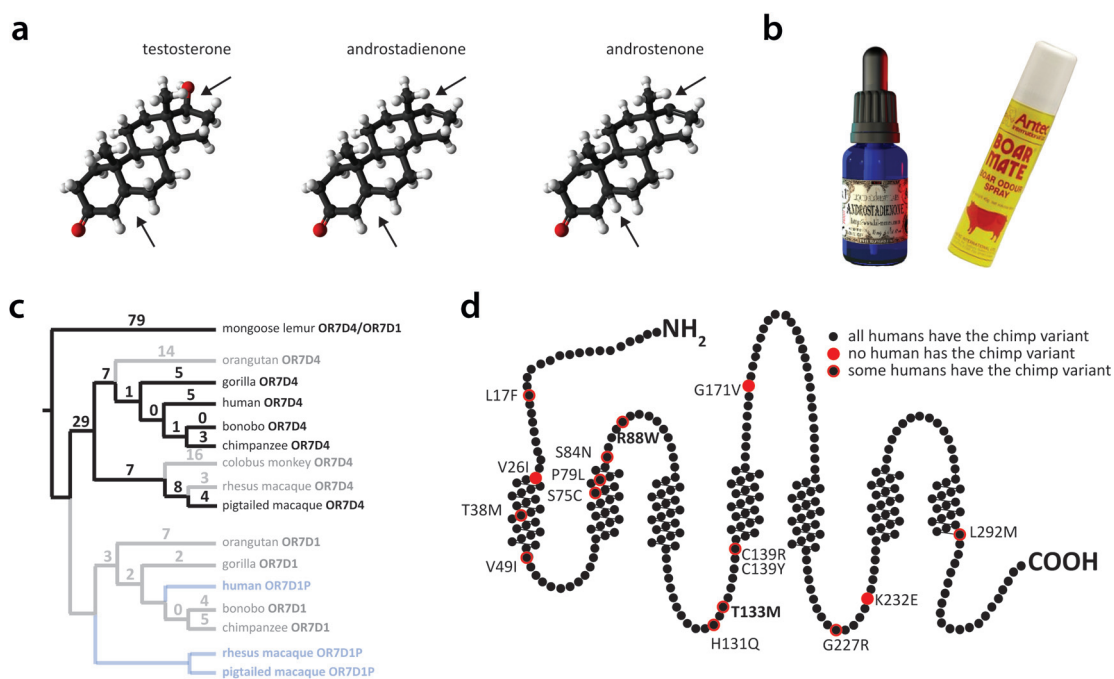 a
testosterone
androstadienone
androstenone
b
ANDROSTADIENONE
Antec
BOAR
MATE
BOAR ODOUR
SPRAY
c
79
mongoose lemur OR7D4/OR7D1
14
orangutan OR7D4
7
5
gorilla OR7D4
1
5
human OR7D4
0
0
bonobo OR7D4
1
3
chimpanzee OR7D4
29
16
colobus monkey OR7D4
7
3
rhesus macaque OR7D4
8
4
pigtailed macaque OR7D4
7
orangutan OR7D1
3
2
gorilla OR7D1
2
human OR7D1P
4
bonobo OR7D1
0
5
chimpanzee OR7D1
rhesus macaque OR7D1P
pigtailed macaque OR7D1P
d
NH2
all humans have the chimp variant
no human has the chimp variant
some humans have the chimp variant
L17F
G171V
R88W
S84N
V26I
P79L
S75C
T38M
V49I
C139R
C139Y
L292M
COOH
T133M
K232E
H131Q
G227R